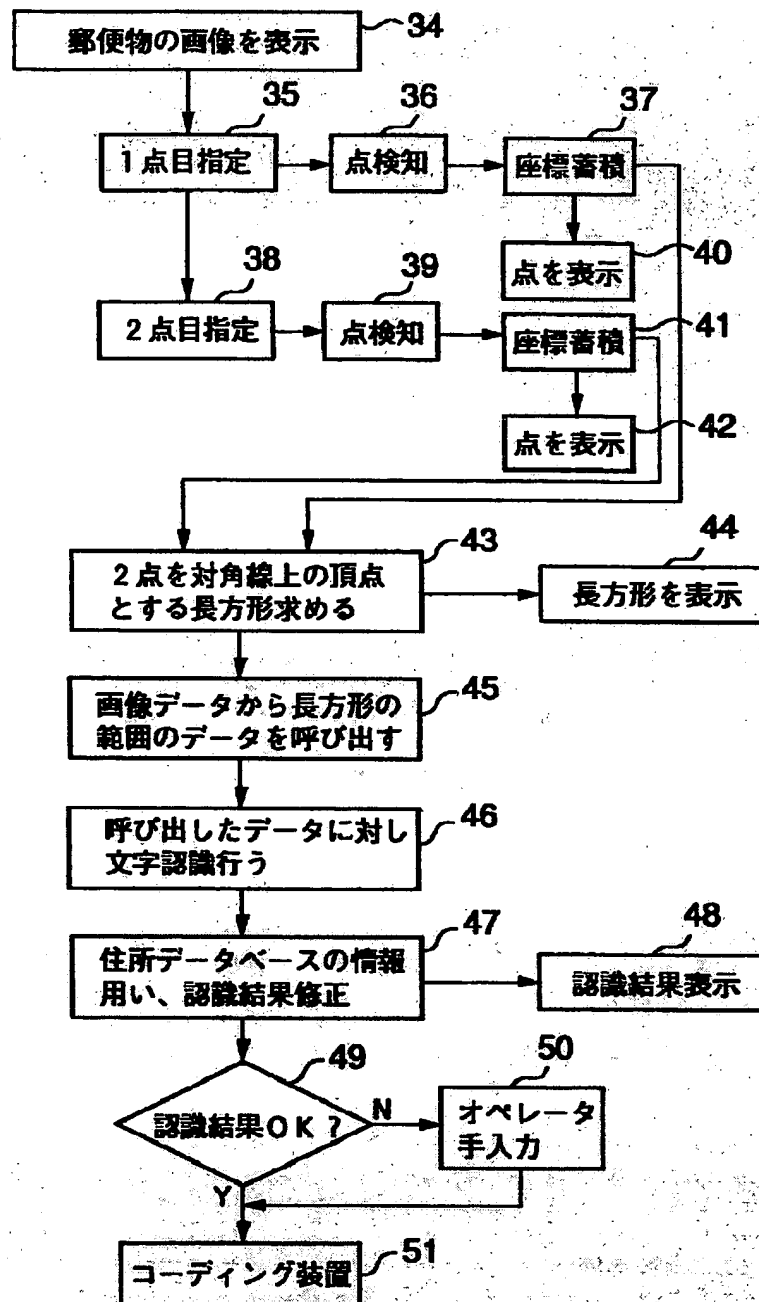 郵便物の画像を表示
34
35
36
37
1点目指定
点検知
座標蓄積
点を表示
40
38
39
2点目指定
点検知
座標蓄積
41
点を表示
42
43
44
2点を対角線上の頂点
とする長方形求める
長方形を表示
45
画像データから長方形の
範囲のデータを呼び出す
46
呼び出したデータに対し
文字認識行う
47
48
住所データベースの情報
用い、認識結果修正
認識結果表示
49
50
認識結果OK?
N
オペレータ
手入力
Y
コーディング装置
51